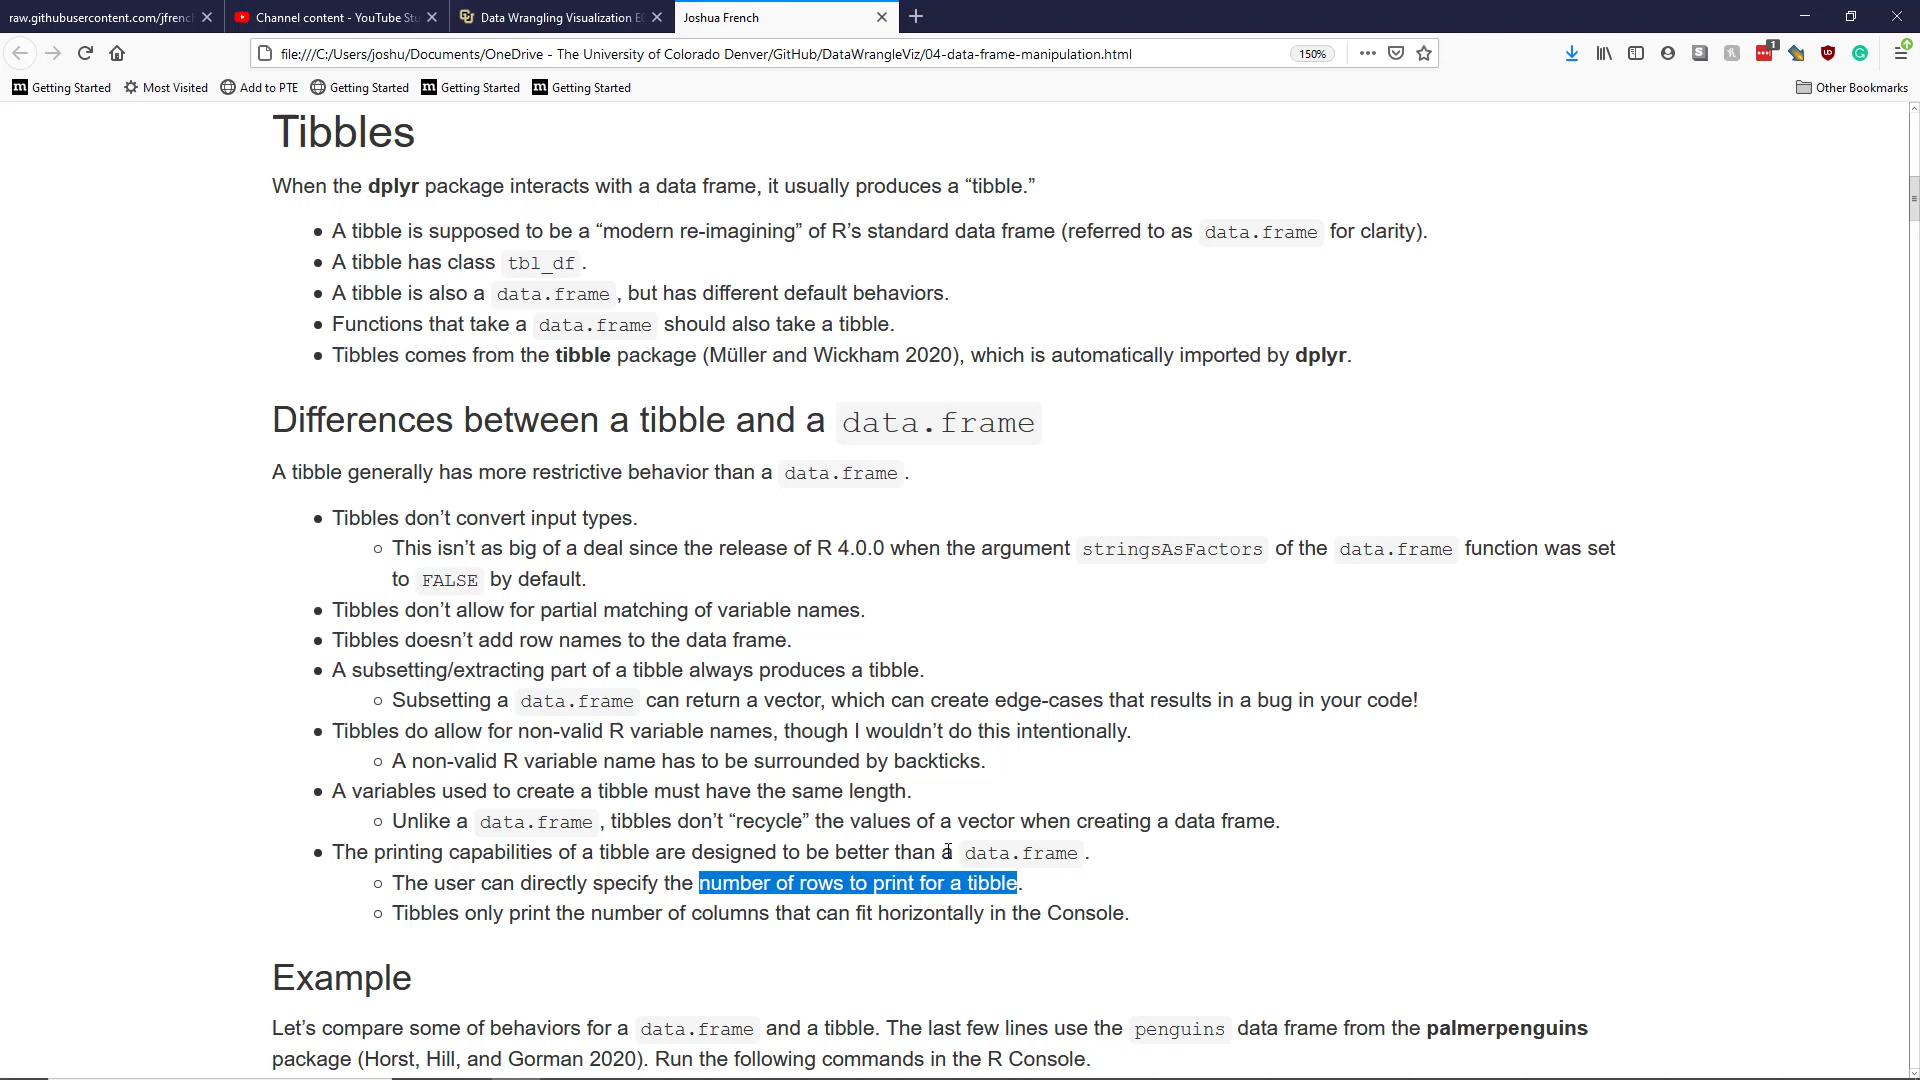 raw.githubusercontent.com/jfrenc
Channel content - YouTube Stu
Data Wrangling Visualization E
Joshua French
file:///C:/Users/joshu/Documents/OneDrive - The University of Colorado Denver/GitHub/DataWrangleViz/04-data-frame-manipulation.html
150%
1
Getting Started
Most Visited
Add to PTE
Getting Started
Getting Started
Getting Started
Other Bookmarks
Tibbles
When the dplyr package interacts with a data frame, it usually produces a “tibble.”
• A tibble is supposed to be a “modern re-imagining” of R’s standard data frame (referred to as data.frame for clarity).
• A tibble has class tbl_df.
• A tibble is also a data.frame, but has different default behaviors.
• Functions that take a data.frame should also take a tibble.
• Tibbles comes from the tibble package (Müller and Wickham 2020), which is automatically imported by dplyr.
Differences between a tibble and a data.frame
A tibble generally has more restrictive behavior than a data.frame.
• Tibbles don’t convert input types.
◦ This isn’t as big of a deal since the release of R 4.0.0 when the argument stringsAsFactors of the data.frame function was set
to FALSE by default.
• Tibbles don’t allow for partial matching of variable names.
• Tibbles doesn’t add row names to the data frame.
• A subsetting/extracting part of a tibble always produces a tibble.
◦ Subsetting a data.frame can return a vector, which can create edge-cases that results in a bug in your code!
• Tibbles do allow for non-valid R variable names, though I wouldn’t do this intentionally.
◦ A non-valid R variable name has to be surrounded by backticks.
• A variables used to create a tibble must have the same length.
◦ Unlike a data.frame, tibbles don’t “recycle” the values of a vector when creating a data frame.
• The printing capabilities of a tibble are designed to be better than a data.frame.
◦ The user can directly specify the number of rows to print for a tibble.
◦ Tibbles only print the number of columns that can fit horizontally in the Console.
Example
Let’s compare some of behaviors for a data.frame and a tibble. The last few lines use the penguins data frame from the palmerpenguins
package (Horst, Hill, and Gorman 2020). Run the following commands in the R Console.